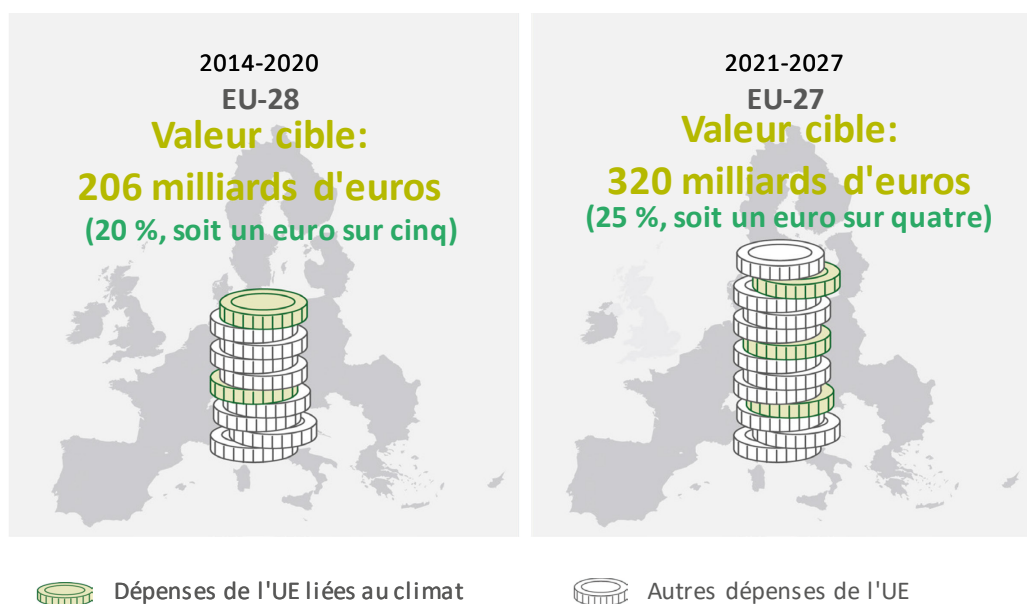 2014-2020
EU-28
Valeur cible:
206 milliards d'euros
(20 %, soit un euro sur cinq)
2021-2027
EU-27
Valeur cible:
320 milliards d'euros
(25 %, soit un euro sur quatre)
Dépenses de l'UE liées au climat
Autres dépenses de l'UE